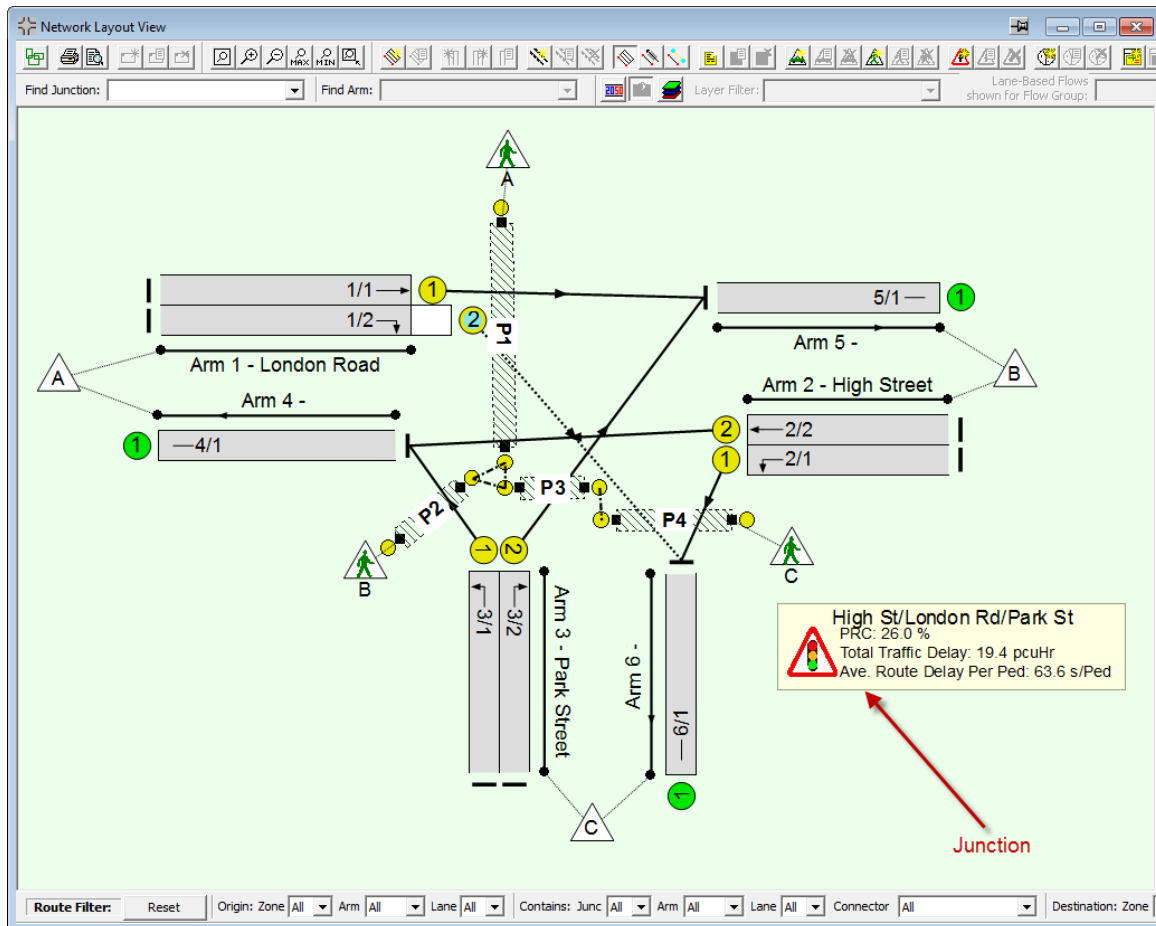 Network Layout View
MAX MIN
2050
Find Junction: Find Arm: Layer Filter: Lane-Based Flows
shown for Flow Group:
A
1/1 1
1/2 2
P1
5/1 1
Arm 1 - London Road
Arm 5 -
A
B
Arm 4 -
Arm 2 - High Street
1 4/1
2 2/2
1 2/1
P2 P3
P4
B
C
1 2
3/1 3/2
Arm 3 - Park Street
Arm 6 -
6/1
1
C
High St/London Rd/Park St
PRC: 26.0 %
Total Traffic Delay: 19.4 pcuHr
Ave. Route Delay Per Ped: 63.6 s/Ped
Junction
Route Filter: Reset Origin: Zone All Arm All Lane All Contains: Junc All Arm All Lane All Connector All Destination: Zone